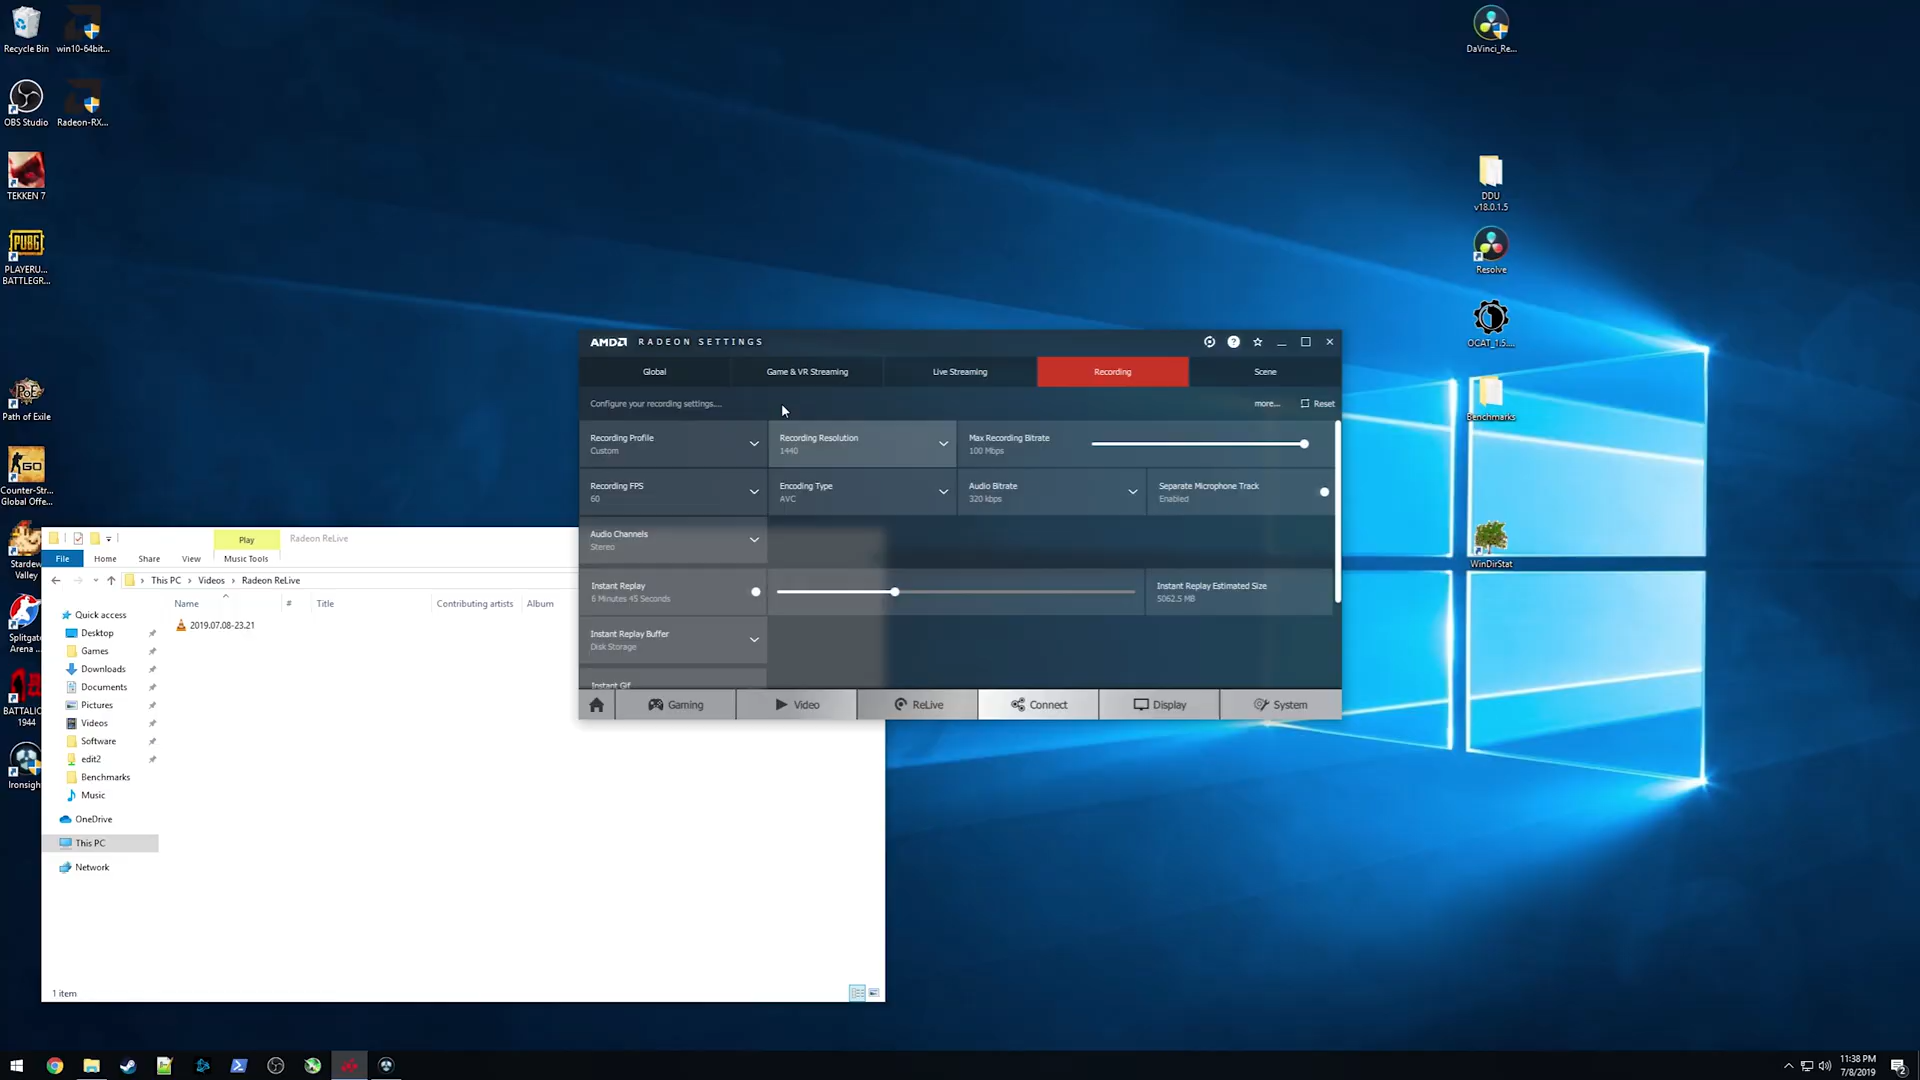 Recycle Bin
win10-64bit...
OBS Studio
Radeon-RX...
TEKKEN 7
PUBG
PLAYERU...
BATTLEGR...
Path of Exile
GO
Counter-Str...
Global Offe...
Stardew
Valley
Splitgate
Arena ...
BATTALIO
1944
Ironsight
DaVinci_Re...
DDU
v18.0.1.5
Resolve
OCAT_1.5....
Benchmarks
WinDirStat
AMD RADEON SETTINGS
Global
Game & VR Streaming
Live Streaming
Recording
Scene
Configure your recording settings....
more...
Reset
Recording Profile
Custom
Recording Resolution
1440
Max Recording Bitrate
100 Mbps
Recording FPS
60
Encoding Type
AVC
Audio Bitrate
320 kbps
Separate Microphone Track
Enabled
Audio Channels
Stereo
Instant Replay
6 Minutes 45 Seconds
Instant Replay Estimated Size
5062.5 MB
Instant Replay Buffer
Disk Storage
Instant Gif
Gaming
Video
ReLive
Connect
Display
System
Play
Radeon ReLive
File
Home
Share
View
Music Tools
This PC
Videos
Radeon ReLive
Name
#
Title
Contributing artists
Album
2019.07.08-23.21
Quick access
Desktop
Games
Downloads
Documents
Pictures
Videos
Software
edit2
Benchmarks
Music
OneDrive
This PC
Network
1 item
11:38 PM
7/8/2019
2